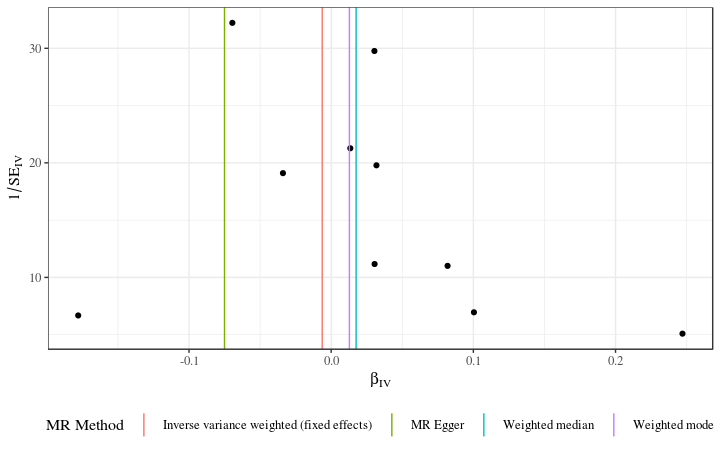 30
20
10
1/SE_IV
-0.1 0.0 0.1 0.2
β_IV
MR Method Inverse variance weighted (fixed effects) MR Egger Weighted median Weighted mode